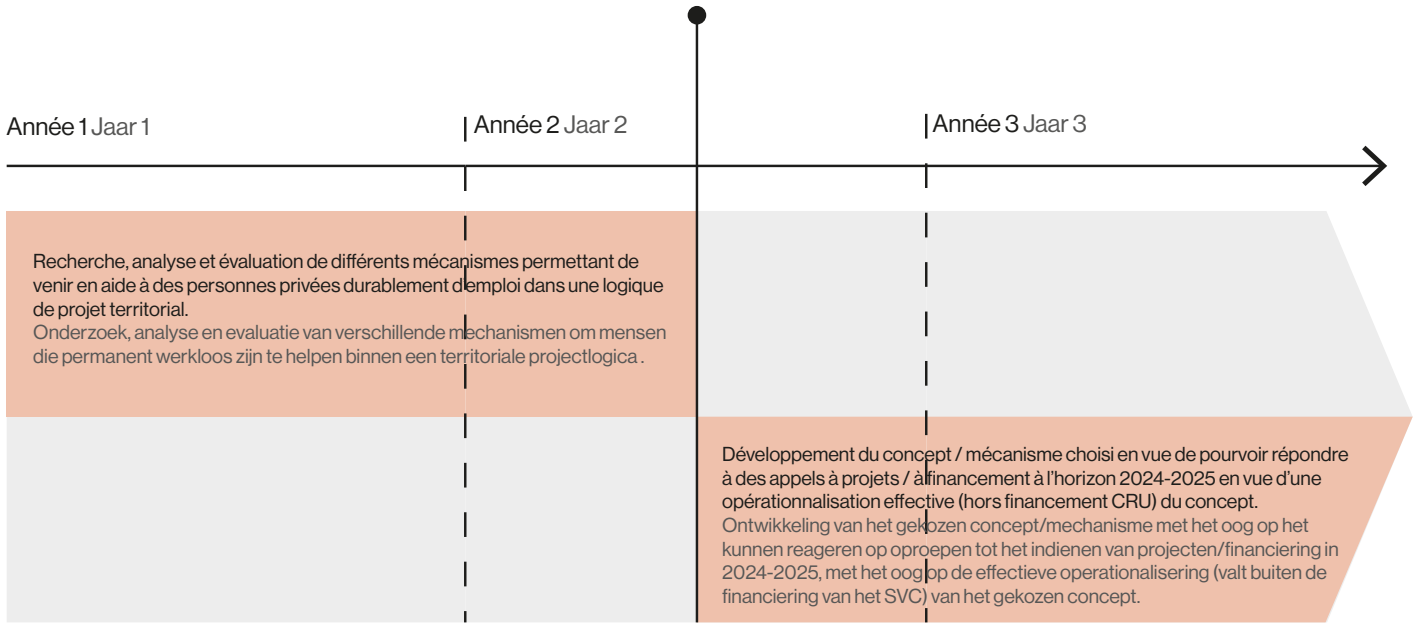 Année 1 Jaar 1
Année 2 Jaar 2
Année 3 Jaar 3
Recherche, analyse et évaluation de différents mécanismes permettant de
venir en aide à des personnes privées durablement d'emploi dans une logique
de projet territorial.
Onderzoek, analyse en evaluatie van verschillende mechanismen om mensen
die permanent werkloos zijn te helpen binnen een territoriale projectlogica .
Développement du concept / mécanisme choisi en vue de pourvoir répondre
à des appels à projets / à financement à l'horizon 2024-2025 en vue d'une
opérationnalisation effective (hors financement CRU) du concept.
Ontwikkeling van het gekozen concept/mechanisme met het oog op het
kunnen reageren op oproepen tot het indienen van projecten/financiering in
2024-2025, met het oog op de effectieve operationalisering (valt buiten de
financiering van het SVC) van het gekozen concept.